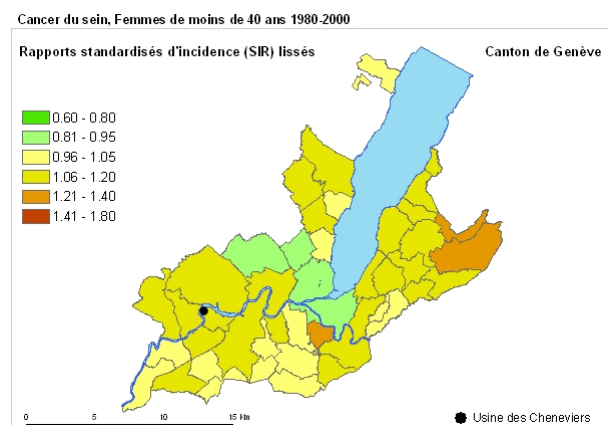 Cancer du sein, Femmes de moins de 40 ans 1980-2000
Rapports standardisés d'incidence (SIR) lissés
Canton de Genève
0.60 - 0.80
0.81 - 0.95
0.96 - 1.05
1.06 - 1.20
1.21 - 1.40
1.41 - 1.80
0 5 10 15 km
Usine des Cheneviers